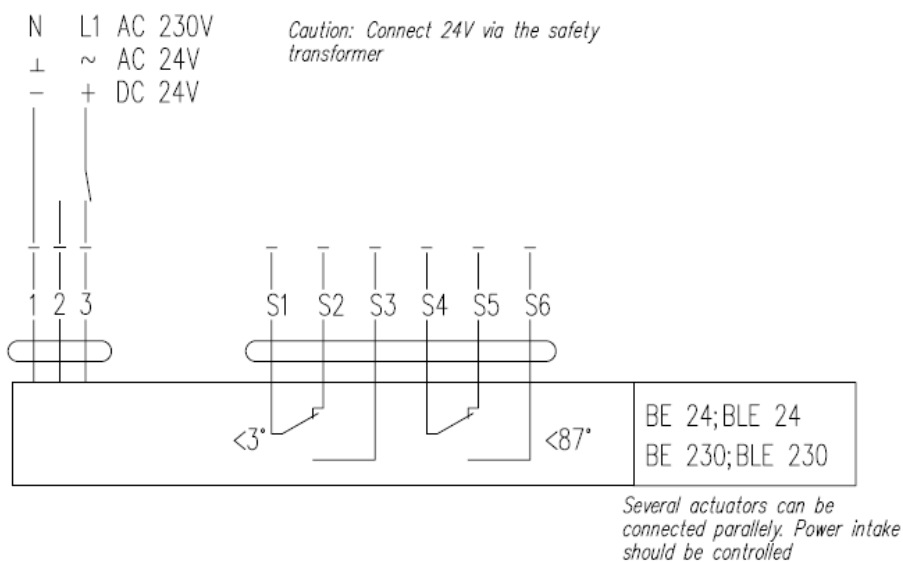 N L1 AC 230V
⊥ ~ AC 24V
− + DC 24V
Caution: Connect 24V via the safety
transformer
1 2 3 S1 S2 S3 S4 S5 S6
<3° <87°
BE 24; BLE 24
BE 230; BLE 230
Several actuators can be
connected parallely. Power intake
should be controlled